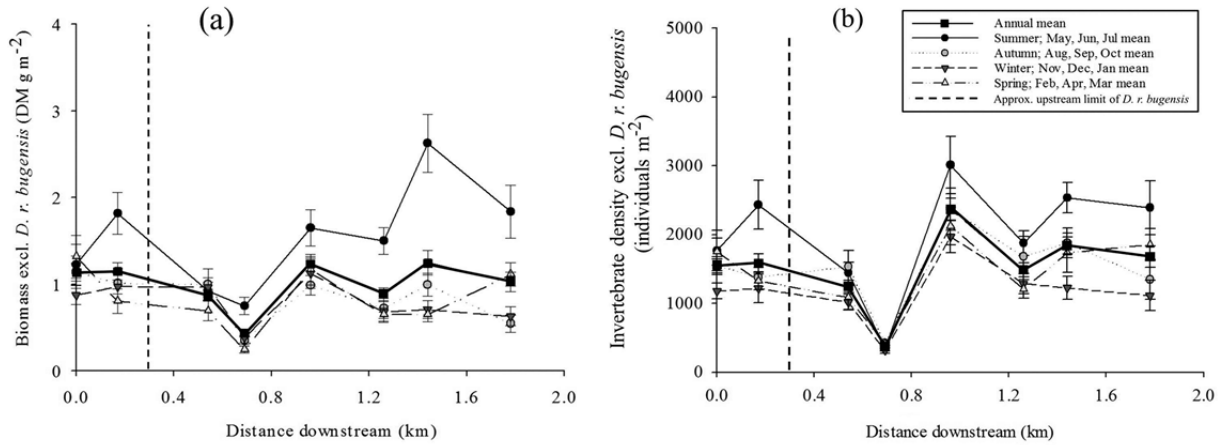 (a)
Biomass excl. D. r. bugensis (DM g m-2)
4
3
2
1
0
0.0 0.4 0.8 1.2 1.6 2.0
Distance downstream (km)
(b)
Invertebrate density excl. D. r. bugensis
(individuals m-2)
5000
4000
3000
2000
1000
0
0.0 0.4 0.8 1.2 1.6 2.0
Distance downstream (km)
Annual mean
Summer; May, Jun, Jul mean
Autumn; Aug, Sep, Oct mean
Winter; Nov, Dec, Jan mean
Spring; Feb, Apr, Mar mean
Approx. upstream limit of D. r. bugensis